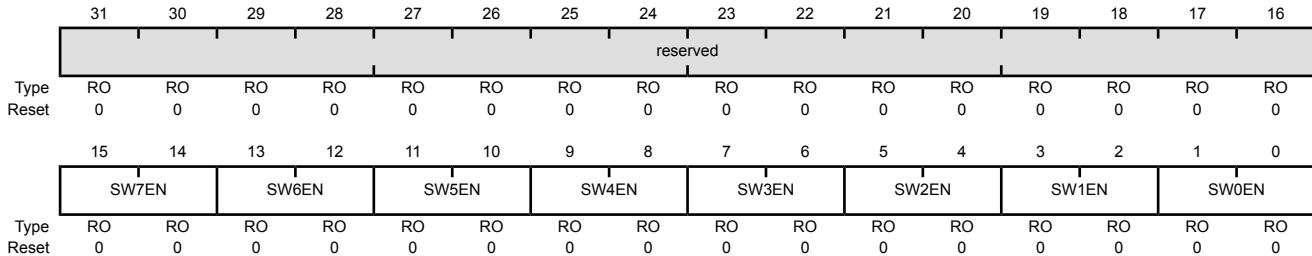 31 30 29 28 27 26 25 24 23 22 21 20 19 18 17 16
reserved
Type RO RO RO RO RO RO RO RO RO RO RO RO RO RO RO RO
Reset 0 0 0 0 0 0 0 0 0 0 0 0 0 0 0 0
15 14 13 12 11 10 9 8 7 6 5 4 3 2 1 0
SW7EN SW6EN SW5EN SW4EN SW3EN SW2EN SW1EN SW0EN
Type RO RO RO RO RO RO RO RO RO RO RO RO RO RO RO RO
Reset 0 0 0 0 0 0 0 0 0 0 0 0 0 0 0 0